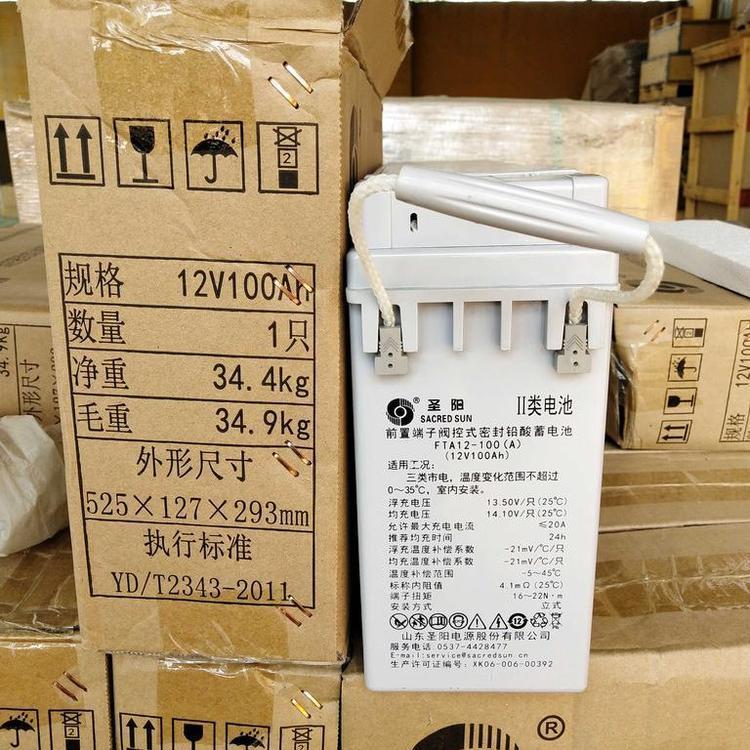 2
规格 12V100Ah
数量 1只
净重 34.4kg
毛重 34.9kg
外形尺寸
525×127×293mm
执行标准
YD/T2343-2011
圣阳
SACRED SUN
II类电池
前置端子阀控式密封铅酸蓄电池
FTA12-100(A)
(12V100Ah)
适用工况:
三类市电，温度变化范围不超过
0~35℃，室内安装。
浮充电压 13.50V/只(25℃)
均充电压 14.10V/只(25℃)
允许最大充电电流 ≤20A
推荐均充时间 24h
浮充温度补偿系数 -21mV/℃/只
均充温度补偿系数 -21mV/℃/只
温度补偿范围 -5~45℃
标称内阻值 4.1mΩ(25℃)
端子扭矩 16~22N·m
安装方式 立式
山东圣阳电源股份有限公司
服务电话: 0537-4428477
E-mail:service@sacredsun.cn
生产许可证编号: XK06-006-00392
34.9kg
外形尺寸
12V100
®